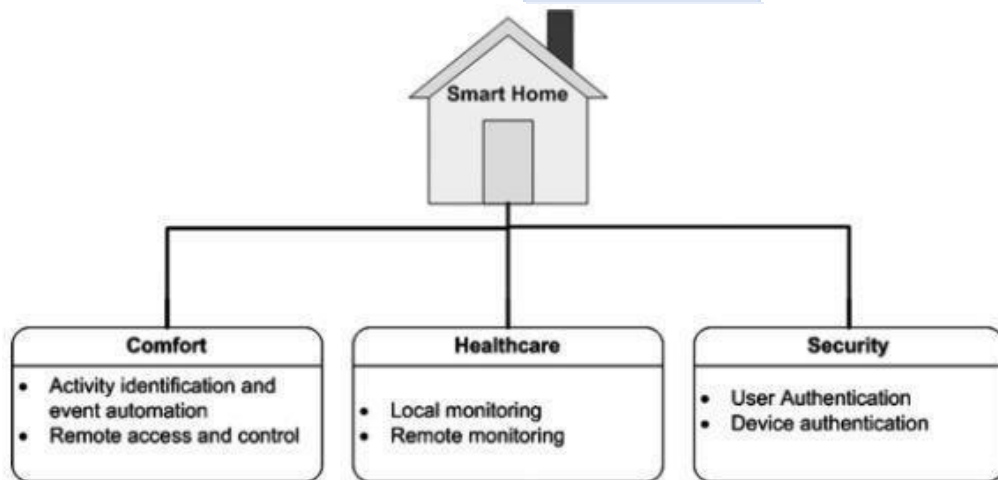 Smart Home
Comfort
• Activity identification and
event automation
• Remote access and control
Healthcare
• Local monitoring
• Remote monitoring
Security
• User Authentication
• Device authentication